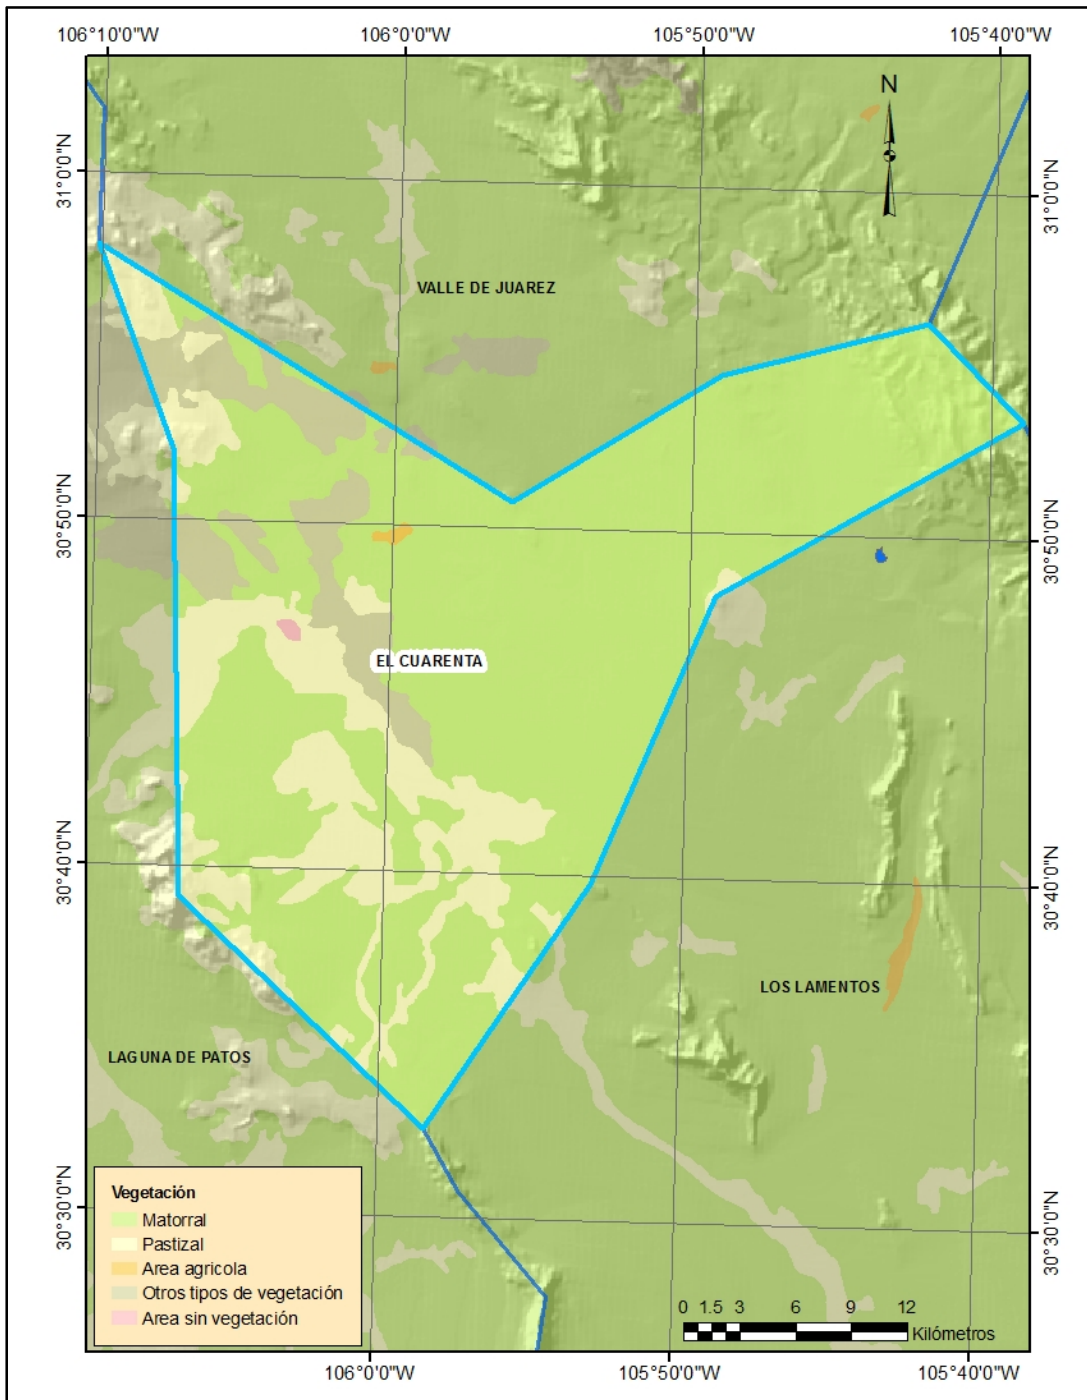 106°10'0"W 106°0'0"W 105°50'0"W 105°40'0"W
N
31°0'0"N
31°0'0"N
VALLE DE JUAREZ
30°50'0"N
30°50'0"N
EL CUARENTA
30°40'0"N
30°40'0"N
LOS LAMENTOS
LAGUNA DE PATOS
30°30'0"N
30°30'0"N
Vegetación
Matorral
Pastizal
Area agricola
Otros tipos de vegetación
Area sin vegetación
0 1.5 3 6 9 12
Kilómetros
106°0'0"W 105°50'0"W 105°40'0"W